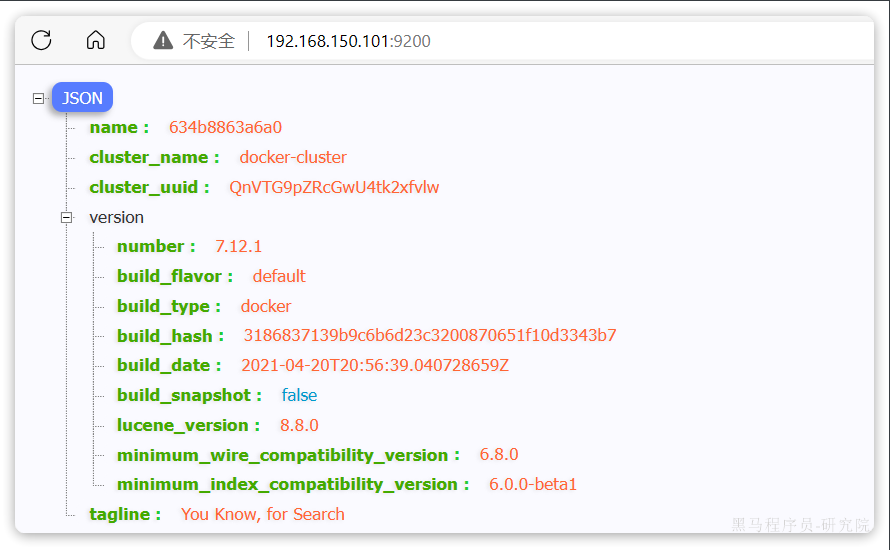 不安全 192.168.150.101:9200
JSON
name : 634b8863a6a0
cluster_name : docker-cluster
cluster_uuid : QnVTG9pZRcGwU4tk2xfvlw
version
number : 7.12.1
build_flavor : default
build_type : docker
build_hash : 3186837139b9c6b6d23c3200870651f10d3343b7
build_date : 2021-04-20T20:56:39.040728659Z
build_snapshot : false
lucene_version : 8.8.0
minimum_wire_compatibility_version : 6.8.0
minimum_index_compatibility_version : 6.0.0-beta1
tagline : You Know, for Search
黑马程序员-研究院